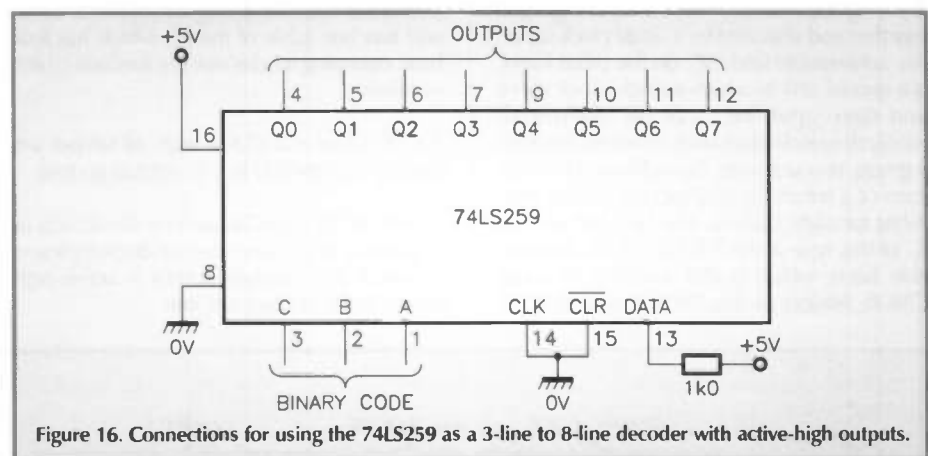 +5V
OUTPUTS
4 5 6 7 9 10 11 12
16 Q0 Q1 Q2 Q3 Q4 Q5 Q6 Q7
74LS259
8
C B A CLK CLR DATA
0V 3 2 1 14 15 13 +5V
BINARY CODE 0V 1k0
Figure 16. Connections for using the 74LS259 as a 3-line to 8-line decoder with active-high outputs.